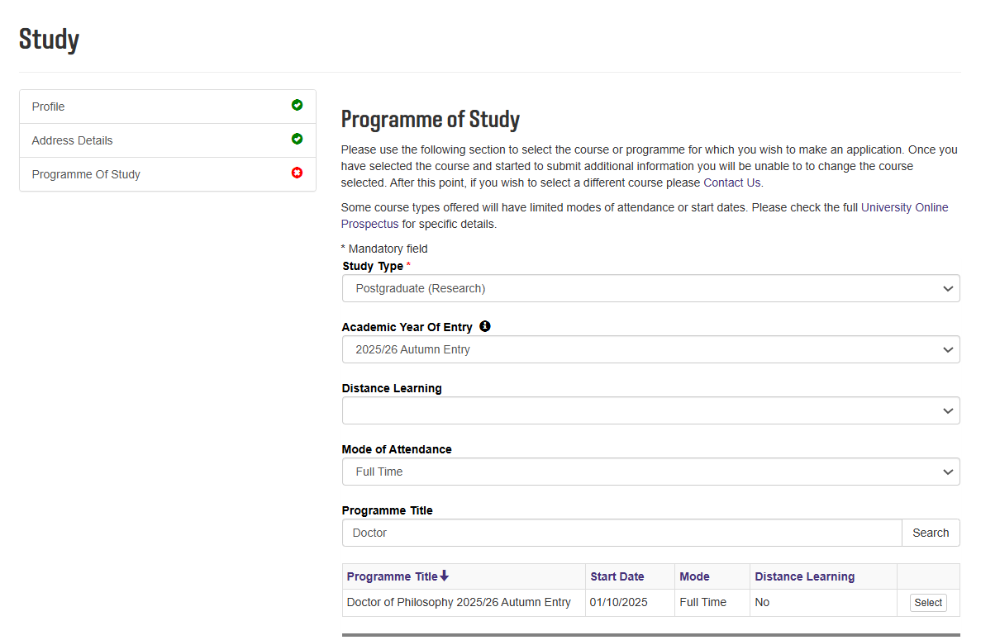 Study
Profile
Address Details
Programme Of Study
Programme of Study
Please use the following section to select the course or programme for which you wish to make an application. Once you
have selected the course and started to submit additional information you will be unable to to change the course
selected. After this point, if you wish to select a different course please Contact Us.
Some course types offered will have limited modes of attendance or start dates. Please check the full University Online
Prospectus for specific details.
* Mandatory field
Study Type *
Postgraduate (Research)
Academic Year Of Entry
2025/26 Autumn Entry
Distance Learning
Mode of Attendance
Full Time
Programme Title
Doctor Search
Programme Title Start Date Mode Distance Learning
Doctor of Philosophy 2025/26 Autumn Entry 01/10/2025 Full Time No Select